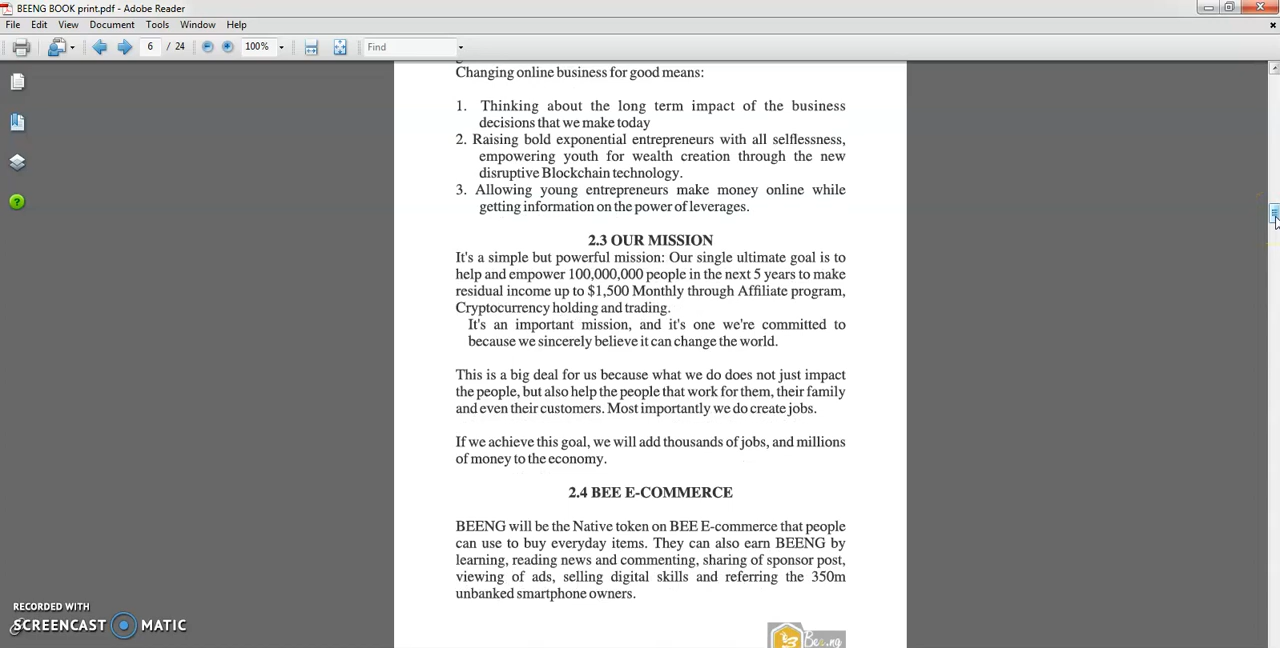 BEENG BOOK print.pdf - Adobe Reader
File Edit View Document Tools Window Help
6 / 24 100% Find
Changing online business for good means:
1. Thinking about the long term impact of the business
decisions that we make today
2. Raising bold exponential entrepreneurs with all selflessness,
empowering youth for wealth creation through the new
disruptive Blockchain technology.
3. Allowing young entrepreneurs make money online while
getting information on the power of leverages.
2.3 OUR MISSION
It's a simple but powerful mission: Our single ultimate goal is to
help and empower 100,000,000 people in the next 5 years to make
residual income up to $1,500 Monthly through Affiliate program,
Cryptocurrency holding and trading.
It's an important mission, and it's one we're committed to
because we sincerely believe it can change the world.
This is a big deal for us because what we do does not just impact
the people, but also help the people that work for them, their family
and even their customers. Most importantly we do create jobs.
If we achieve this goal, we will add thousands of jobs, and millions
of money to the economy.
2.4 BEE E-COMMERCE
BEENG will be the Native token on BEE E-commerce that people
can use to buy everyday items. They can also earn BEENG by
learning, reading news and commenting, sharing of sponsor post,
viewing of ads, selling digital skills and referring the 350m
unbanked smartphone owners.
Bee.ng
RECORDED WITH
SCREENCAST MATIC